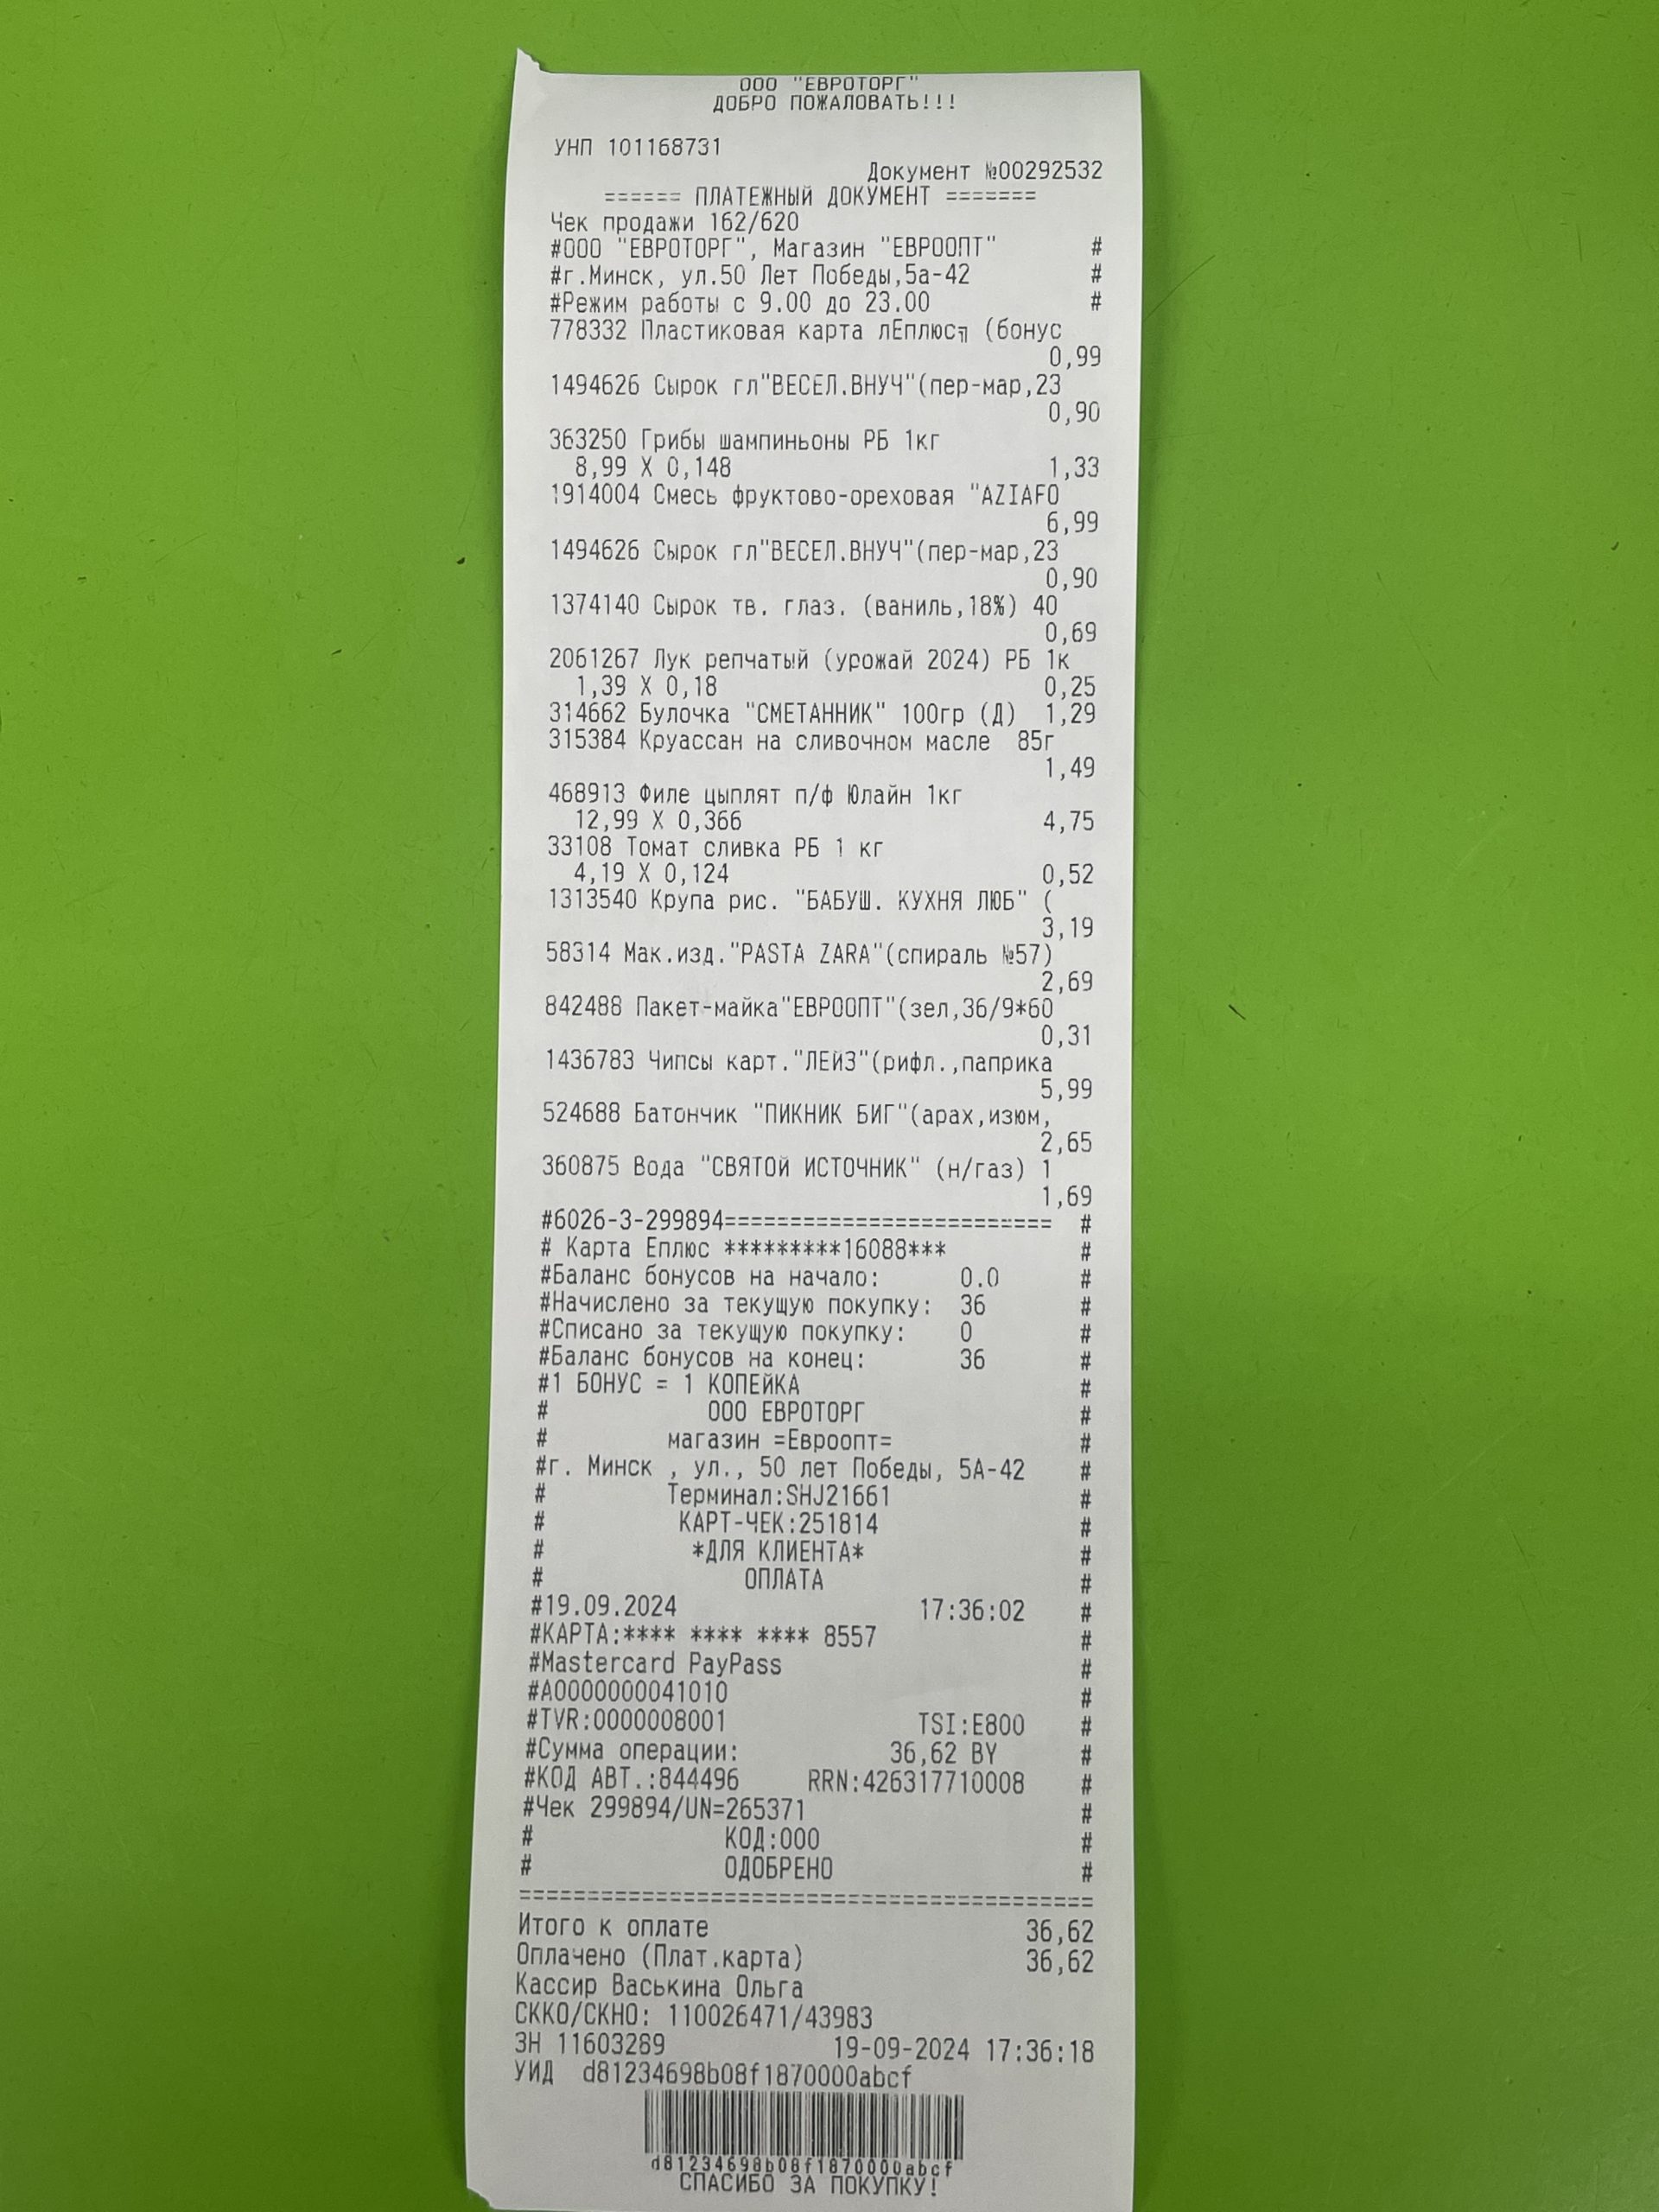 ООО "ЕВРОТОРГ"
ДОБРО ПОЖАЛОВАТЬ!!!
УНП 101168731
Документ №00292532
====== ПЛАТЕЖНЫЙ ДОКУМЕНТ =======
Чек продажи 162/620
#ООО "ЕВРОТОРГ", Магазин "ЕВРООПТ" #
#г.Минск, ул.50 Лет Победы,5а-42 #
#Режим работы с 9.00 до 23.00 #
778332 Пластиковая карта лЕплюс╗ (бонус
0,99
1494626 Сырок гл"ВЕСЕЛ.ВНУЧ"(пер-мар,23
0,90
363250 Грибы шампиньоны РБ 1кг
8,99 X 0,148 1,33
1914004 Смесь фруктово-ореховая "AZIAFO
6,99
1494626 Сырок гл"ВЕСЕЛ.ВНУЧ"(пер-мар,23
0,90
1374140 Сырок тв. глаз. (ваниль,18%) 40
0,69
2061267 Лук репчатый (урожай 2024) РБ 1к
1,39 X 0,18 0,25
314662 Булочка "СМЕТАННИК" 100гр (Д) 1,29
315384 Круассан на сливочном масле 85г
1,49
468913 Филе цыплят п/ф Юлайн 1кг
12,99 X 0,366 4,75
33108 Томат сливка РБ 1 кг
4,19 X 0,124 0,52
1313540 Крупа рис. "БАБУШ. КУХНЯ ЛЮБ" (
3,19
58314 Мак.изд."PASTA ZARA"(спираль №57)
2,69
842488 Пакет-майка"ЕВРООПТ"(зел,36/9*60
0,31
1436783 Чипсы карт."ЛЕЙЗ"(рифл.,паприка
5,99
524688 Батончик "ПИКНИК БИГ"(арах,изюм,
2,65
360875 Вода "СВЯТОЙ ИСТОЧНИК" (н/газ) 1
1,69
#6026-3-299894========================= #
# Карта Еплюс *********16088*** #
#Баланс бонусов на начало: 0.0 #
#Начислено за текущую покупку: 36 #
#Списано за текущую покупку: 0 #
#Баланс бонусов на конец: 36 #
#1 БОНУС = 1 КОПЕЙКА #
# ООО ЕВРОТОРГ #
# магазин =Евроопт= #
#г. Минск , ул., 50 лет Победы, 5А-42 #
# Терминал:SHJ21661 #
# КАРТ-ЧЕК:251814 #
# *ДЛЯ КЛИЕНТА* #
# ОПЛАТА #
#19.09.2024 17:36:02 #
#КАРТА:**** **** **** 8557 #
#Mastercard PayPass #
#A0000000041010 #
#TVR:0000008001 TSI:E800 #
#Сумма операции: 36,62 BY #
#КОД АВТ.:844496 RRN:426317710008 #
#Чек 299894/UN=265371 #
# КОД:000 #
# ОДОБРЕНО #
===========================================
Итого к оплате 36,62
Оплачено (Плат.карта) 36,62
Кассир Васькина Ольга
СККО/СКНО: 110026471/43983
ЗН 11603289 19-09-2024 17:36:18
УИД d81234698b08f1870000abcf
d81234698b08f1870000abcf
СПАСИБО ЗА ПОКУПКУ!